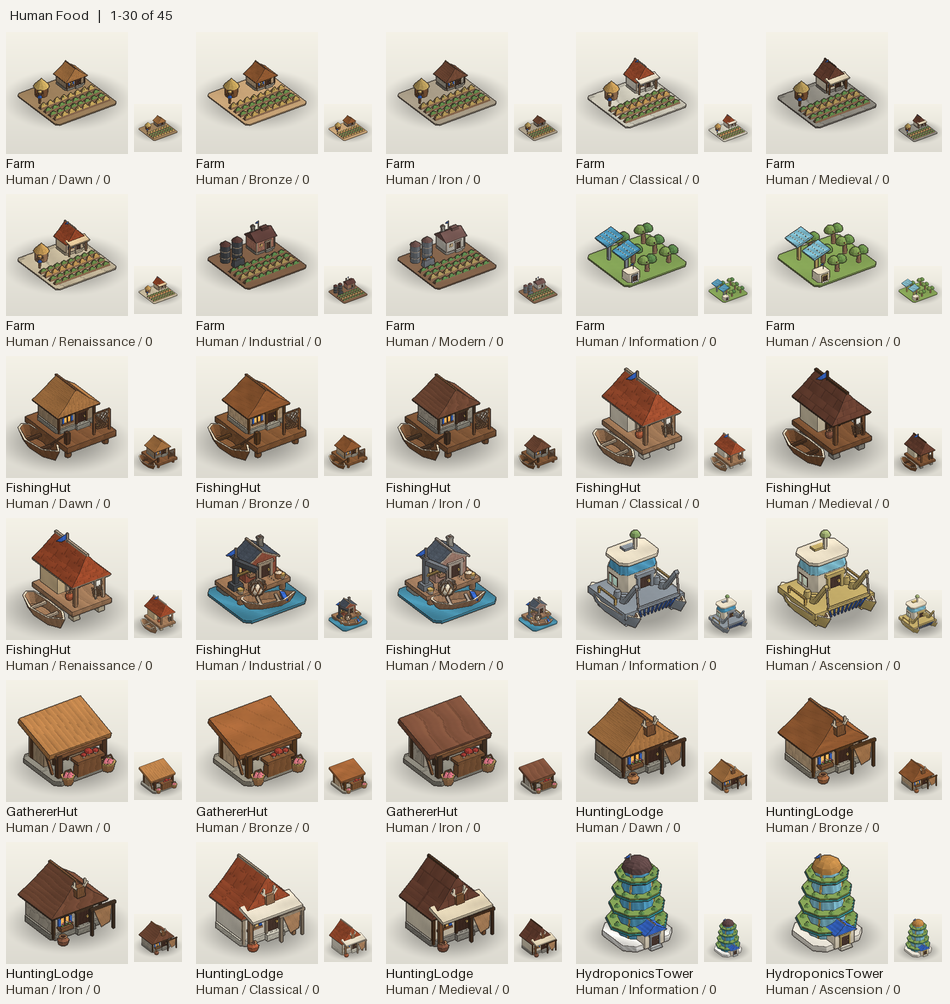 Human Food | 1-30 of 45
Farm
Human / Dawn / 0
Farm
Human / Bronze / 0
Farm
Human / Iron / 0
Farm
Human / Classical / 0
Farm
Human / Medieval / 0
Farm
Human / Renaissance / 0
Farm
Human / Industrial / 0
Farm
Human / Modern / 0
Farm
Human / Information / 0
Farm
Human / Ascension / 0
FishingHut
Human / Dawn / 0
FishingHut
Human / Bronze / 0
FishingHut
Human / Iron / 0
FishingHut
Human / Classical / 0
FishingHut
Human / Medieval / 0
FishingHut
Human / Renaissance / 0
FishingHut
Human / Industrial / 0
FishingHut
Human / Modern / 0
FishingHut
Human / Information / 0
FishingHut
Human / Ascension / 0
GathererHut
Human / Dawn / 0
GathererHut
Human / Bronze / 0
GathererHut
Human / Iron / 0
HuntingLodge
Human / Dawn / 0
HuntingLodge
Human / Bronze / 0
HuntingLodge
Human / Iron / 0
HuntingLodge
Human / Classical / 0
HuntingLodge
Human / Medieval / 0
HydroponicsTower
Human / Information / 0
HydroponicsTower
Human / Ascension / 0